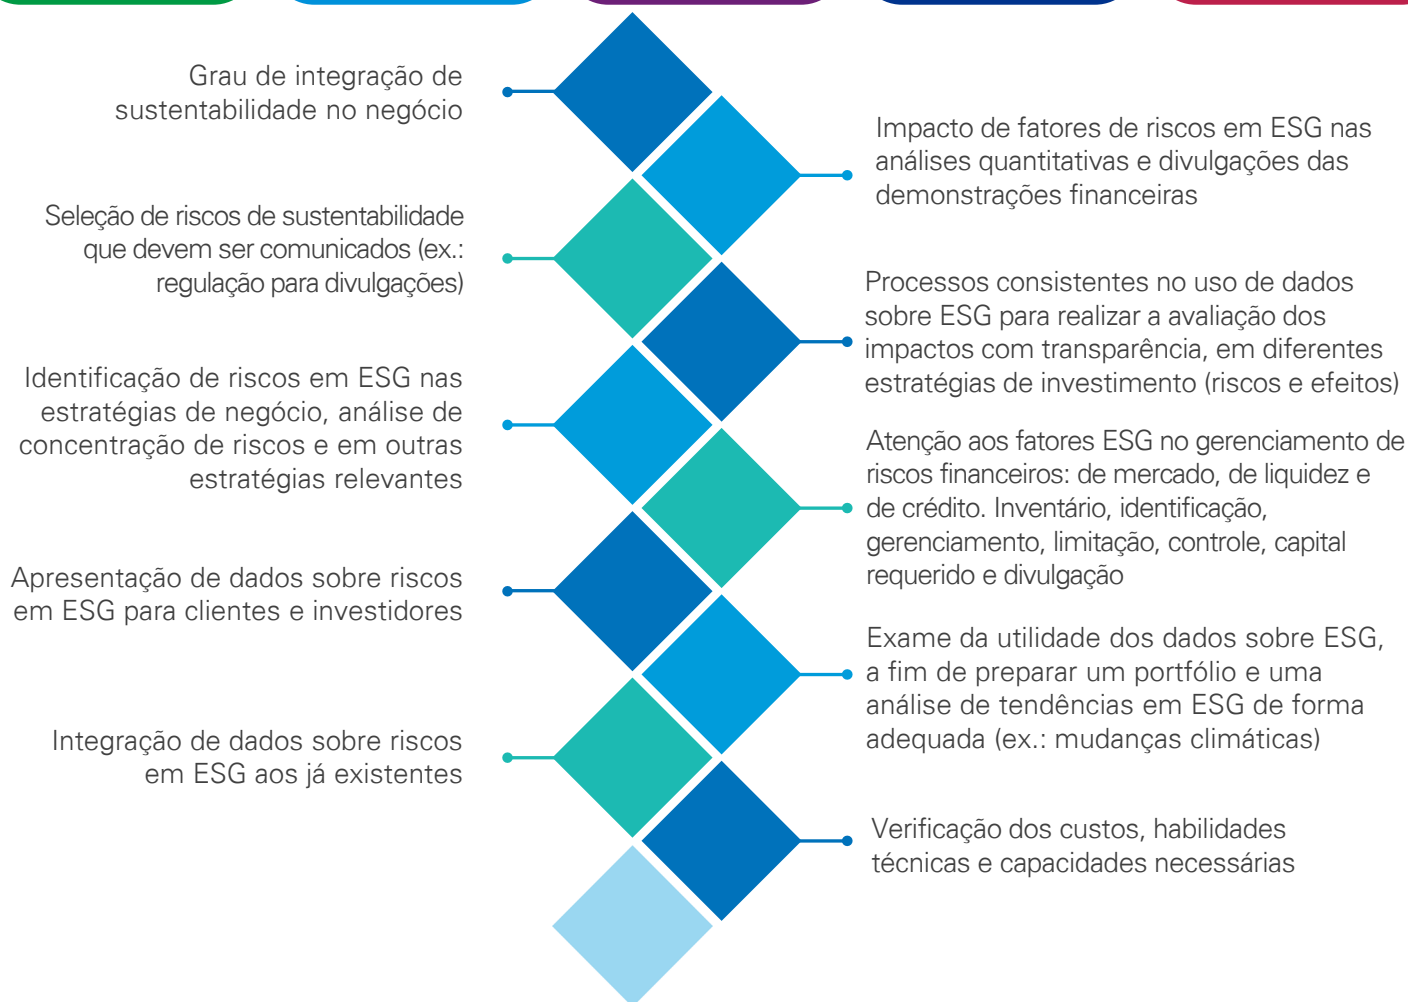 Grau de integração de
sustentabilidade no negócio
Impacto de fatores de riscos em ESG nas
análises quantitativas e divulgações das
demonstrações financeiras
Seleção de riscos de sustentabilidade
que devem ser comunicados (ex.:
regulação para divulgações)
Processos consistentes no uso de dados
sobre ESG para realizar a avaliação dos
impactos com transparência, em diferentes
estratégias de investimento (riscos e efeitos)
Identificação de riscos em ESG nas
estratégias de negócio, análise de
concentração de riscos e em outras
estratégias relevantes
Atenção aos fatores ESG no gerenciamento de
riscos financeiros: de mercado, de liquidez e
de crédito. Inventário, identificação,
gerenciamento, limitação, controle, capital
requerido e divulgação
Apresentação de dados sobre riscos
em ESG para clientes e investidores
Exame da utilidade dos dados sobre ESG,
a fim de preparar um portfólio e uma
análise de tendências em ESG de forma
adequada (ex.: mudanças climáticas)
Integração de dados sobre riscos
em ESG aos já existentes
Verificação dos custos, habilidades
técnicas e capacidades necessárias